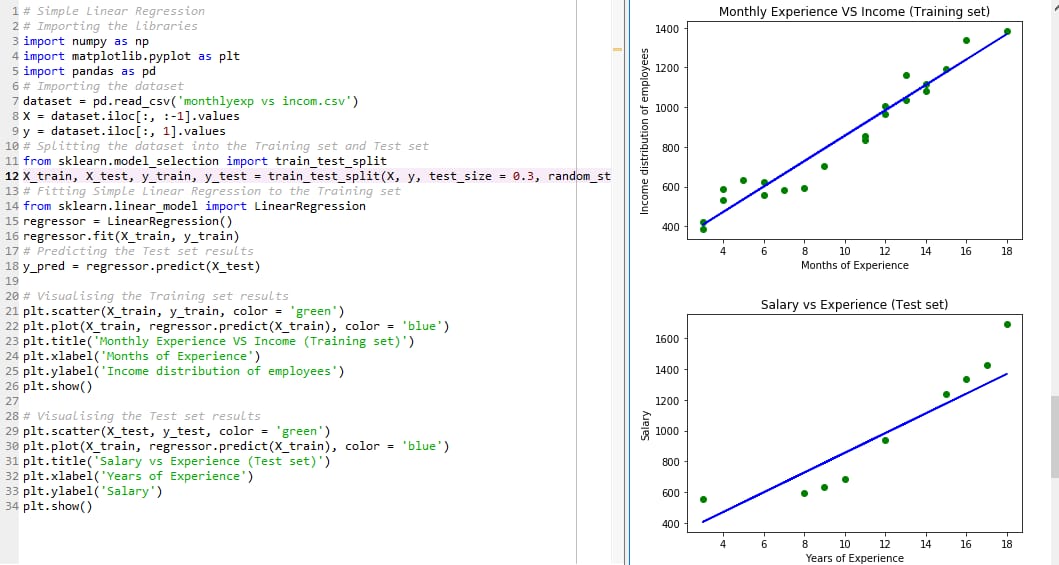 1 # Simple Linear Regression
2 # Importing the libraries
3 import numpy as np
4 import matplotlib.pyplot as plt
5 import pandas as pd
6 # Importing the dataset
7 dataset = pd.read_csv('monthlyexp vs incom.csv')
8 X = dataset.iloc[:, :-1].values
9 y = dataset.iloc[:, 1].values
10 # Splitting the dataset into the Training set and Test set
11 from sklearn.model_selection import train_test_split
12 X_train, X_test, y_train, y_test = train_test_split(X, y, test_size = 0.3, random_st
13 # Fitting Simple Linear Regression to the Training set
14 from sklearn.linear_model import LinearRegression
15 regressor = LinearRegression()
16 regressor.fit(X_train, y_train)
17 # Predicting the Test set results
18 y_pred = regressor.predict(X_test)
19
20 # Visualising the Training set results
21 plt.scatter(X_train, y_train, color = 'green')
22 plt.plot(X_train, regressor.predict(X_train), color = 'blue')
23 plt.title('Monthly Experience VS Income (Training set)')
24 plt.xlabel('Months of Experience')
25 plt.ylabel('Income distribution of employees')
26 plt.show()
27
28 # Visualising the Test set results
29 plt.scatter(X_test, y_test, color = 'green')
30 plt.plot(X_train, regressor.predict(X_train), color = 'blue')
31 plt.title('Salary vs Experience (Test set)')
32 plt.xlabel('Years of Experience')
33 plt.ylabel('Salary')
34 plt.show()
Monthly Experience VS Income (Training set)
Income distribution of employees
1400
1200
1000
800
600
400
4 6 8 10 12 14 16 18
Months of Experience
Salary vs Experience (Test set)
Salary
1600
1400
1200
1000
800
600
400
4 6 8 10 12 14 16 18
Years of Experience